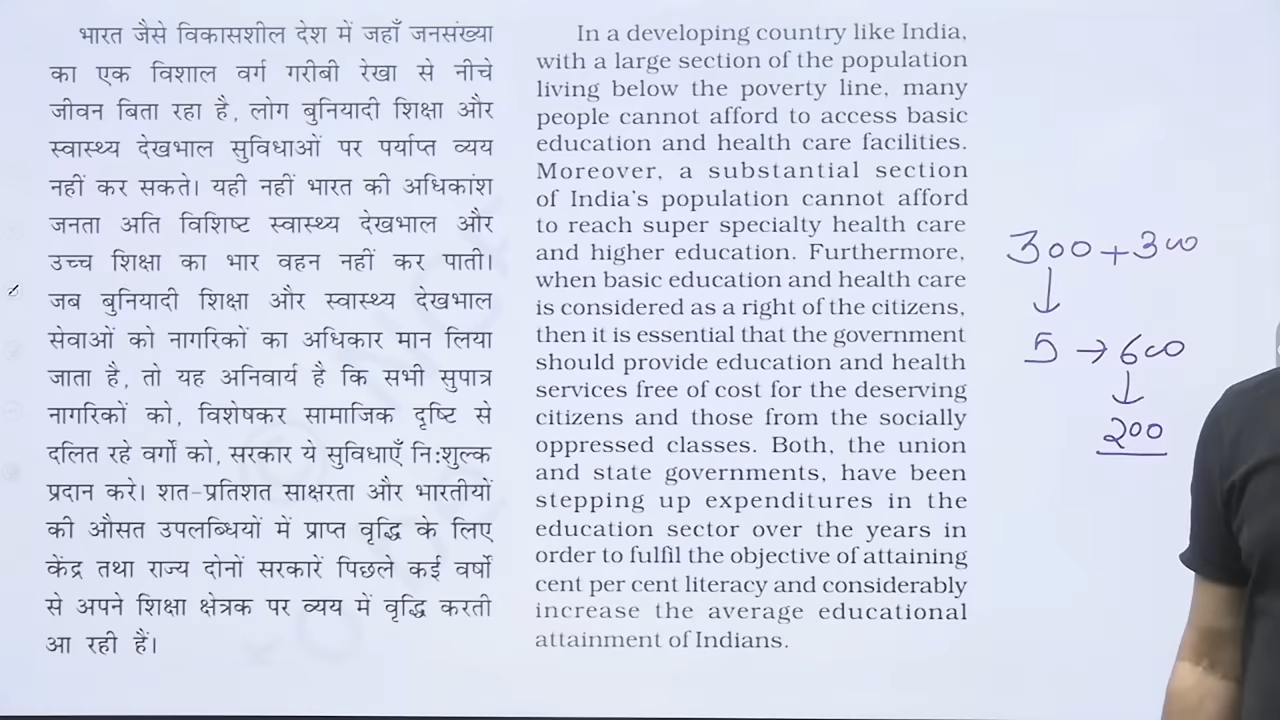 भारत जैसे विकासशील देश में जहाँ जनसंख्या
का एक विशाल वर्ग गरीबी रेखा से नीचे
जीवन बिता रहा है, लोग बुनियादी शिक्षा और
स्वास्थ्य देखभाल सुविधाओं पर पर्याप्त व्यय
नहीं कर सकते। यही नहीं भारत की अधिकांश
जनता अति विशिष्ट स्वास्थ्य देखभाल और
उच्च शिक्षा का भार वहन नहीं कर पाती।
जब बुनियादी शिक्षा और स्वास्थ्य देखभाल
सेवाओं को नागरिकों का अधिकार मान लिया
जाता है, तो यह अनिवार्य है कि सभी सुपात्र
नागरिकों को, विशेषकर सामाजिक दृष्टि से
दलित रहे वर्गों को, सरकार ये सुविधाएँ नि:शुल्क
प्रदान करे। शत-प्रतिशत साक्षरता और भारतीयों
की औसत उपलब्धियों में प्राप्त वृद्धि के लिए
केंद्र तथा राज्य दोनों सरकारें पिछले कई वर्षों
से अपने शिक्षा क्षेत्रक पर व्यय में वृद्धि करती
आ रही हैं।
In a developing country like India,
with a large section of the population
living below the poverty line, many
people cannot afford to access basic
education and health care facilities.
Moreover, a substantial section
of India's population cannot afford
to reach super specialty health care
and higher education. Furthermore,
when basic education and health care
is considered as a right of the citizens,
then it is essential that the government
should provide education and health
services free of cost for the deserving
citizens and those from the socially
oppressed classes. Both, the union
and state governments, have been
stepping up expenditures in the
education sector over the years in
order to fulfil the objective of attaining
cent per cent literacy and considerably
increase the average educational
attainment of Indians.
300 + 300
5 → 600
200